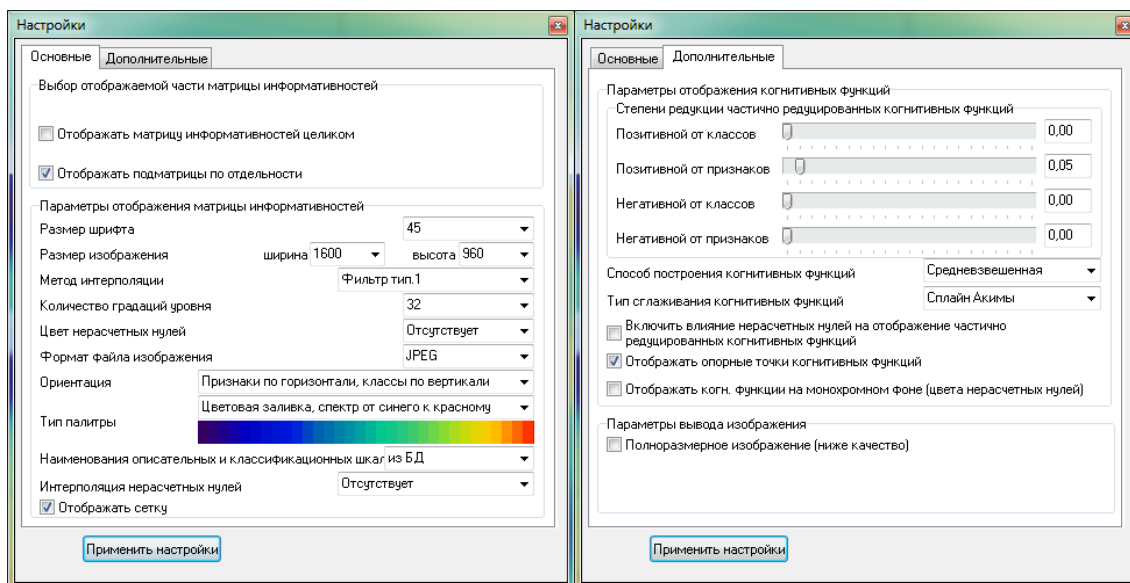 Настройки
Основные Дополнительные
Выбор отображаемой части матрицы информативностей
Отображать матрицу информативностей целиком
Отображать подматрицы по отдельности
Параметры отображения матрицы информативностей
Размер шрифта 45
Размер изображения ширина 1600 высота 960
Метод интерполяции Фильтр тип.1
Количество градаций уровня 32
Цвет нерасчетных нулей Отсутствует
Формат файла изображения JPEG
Ориентация Признаки по горизонтали, классы по вертикали
Цветовая заливка, спектр от синего к красному
Тип палитры
Наименования описательных и классификационных шкал из БД
Интерполяция нерасчетных нулей Отсутствует
Отображать сетку
Применить настройки
Настройки
Основные Дополнительные
Параметры отображения когнитивных функций
Степени редукции частично редуцированных когнитивных функций
Позитивной от классов 0,00
Позитивной от признаков 0,05
Негативной от классов 0,00
Негативной от признаков 0,00
Способ построения когнитивных функций Средневзвешенная
Тип сглаживания когнитивных функций Сплайн Акимы
Включить влияние нерасчетных нулей на отображение частично
редуцированных когнитивных функций
Отображать опорные точки когнитивных функций
Отображать когн. функции на монохромном фоне (цвета нерасчетных нулей)
Параметры вывода изображения
Полноразмерное изображение (ниже качество)
Применить настройки